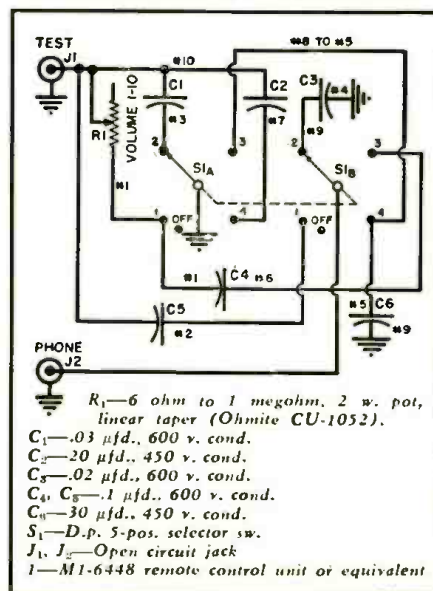 TEST
J1
#8 TO #5
#10
VOLUME 1-10
R1
C1
#3
C2
#7
C3
#4
#9
2
3
2
3
S1A
S1B
#1
1
OFF
4
1
OFF
4
#1
C4
#6
C5
#2
#5
C6
#9
PHONE
J2
R1—6 ohm to 1 megohm, 2 w. pot,
linear taper (Ohmite CU-1052).
C1—.03 µfd., 600 v. cond.
C2—20 µfd., 450 v. cond.
C3—.02 µfd., 600 v. cond.
C4, C5—.1 µfd., 600 v. cond.
C6—30 µfd., 450 v. cond.
S1—D.p. 5-pos. selector sw.
J1, J2—Open circuit jack
1—M1-6448 remote control unit or equivalent